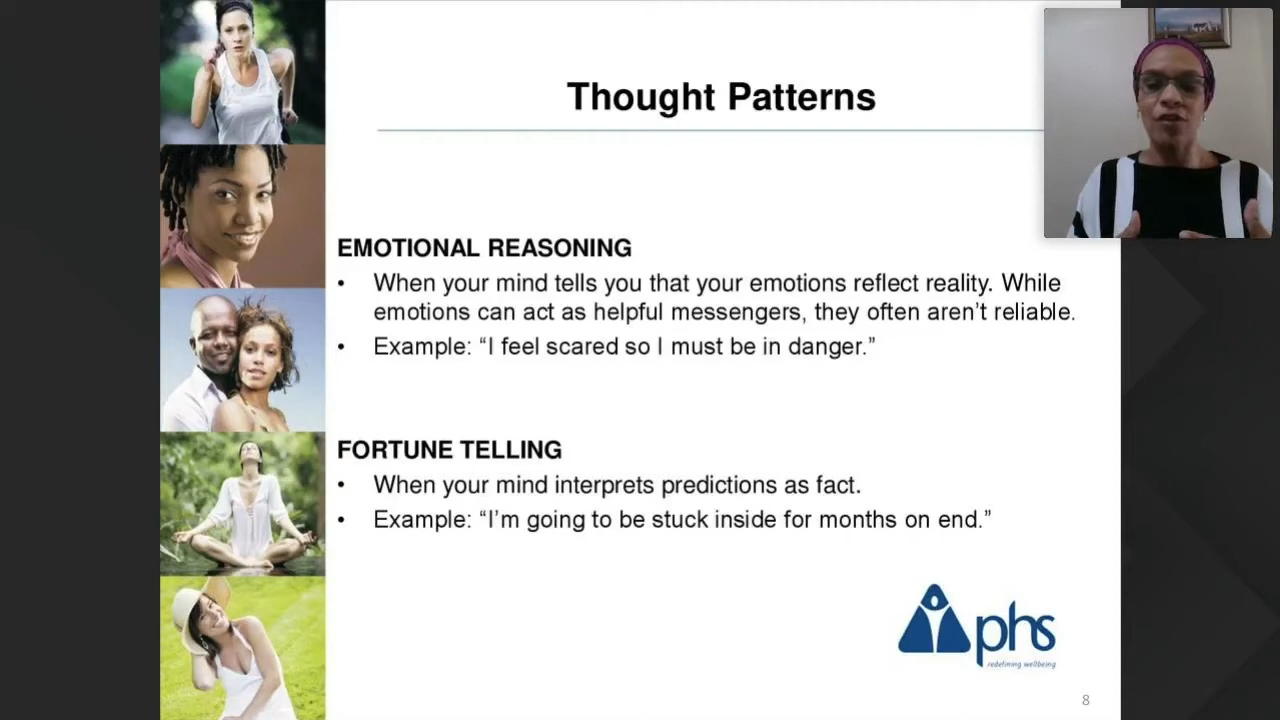 Thought Patterns
EMOTIONAL REASONING
• When your mind tells you that your emotions reflect reality. While
emotions can act as helpful messengers, they often aren’t reliable.
• Example: “I feel scared so I must be in danger.”
FORTUNE TELLING
• When your mind interprets predictions as fact.
• Example: “I’m going to be stuck inside for months on end.”
phs
redefining wellbeing
8